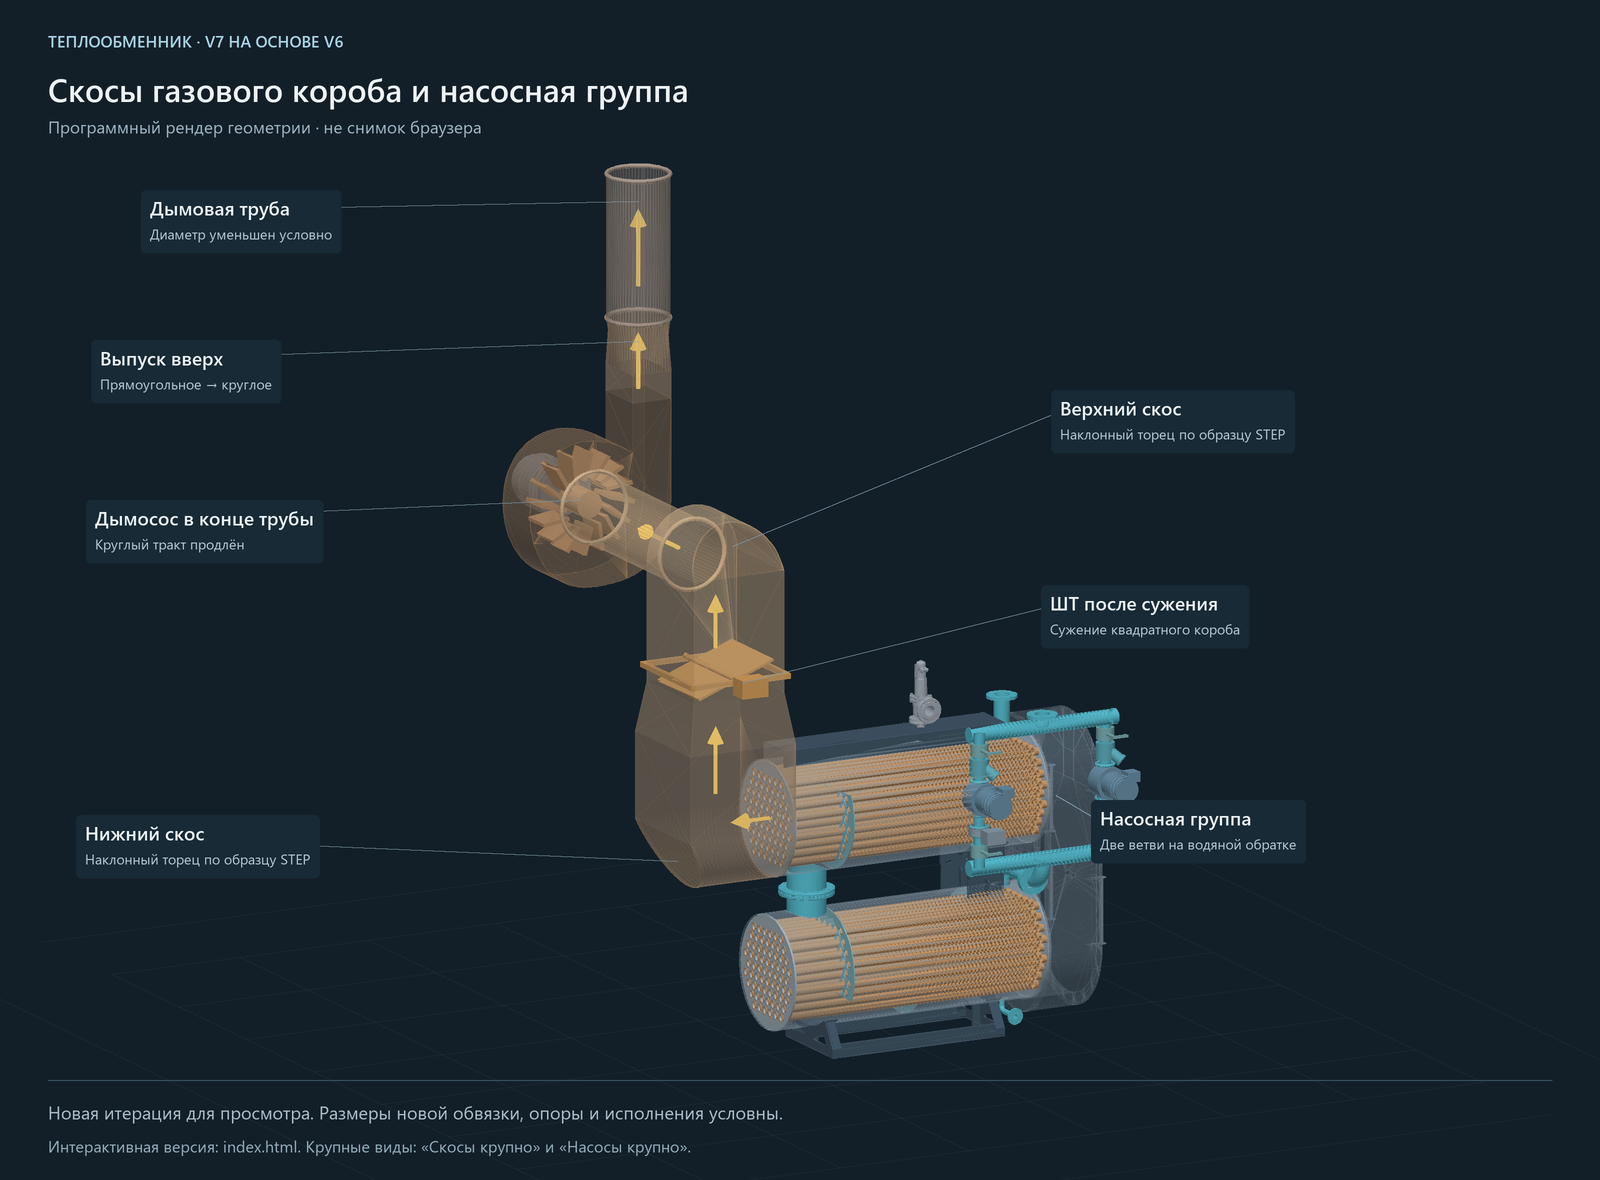 ТЕПЛООБМЕННИК · V7 НА ОСНОВЕ V6
Скосы газового короба и насосная группа
Программный рендер геометрии · не снимок браузера
Дымовая труба
Диаметр уменьшен условно
Выпуск вверх
Прямоугольное → круглое
Верхний скос
Наклонный торец по образцу STEP
Дымосос в конце трубы
Круглый тракт продлён
ШТ после сужения
Сужение квадратного короба
Насосная группа
Две ветви на водяной обратке
Нижний скос
Наклонный торец по образцу STEP
Новая итерация для просмотра. Размеры новой обвязки, опоры и исполнения условны.
Интерактивная версия: index.html. Крупные виды: «Скосы крупно» и «Насосы крупно».